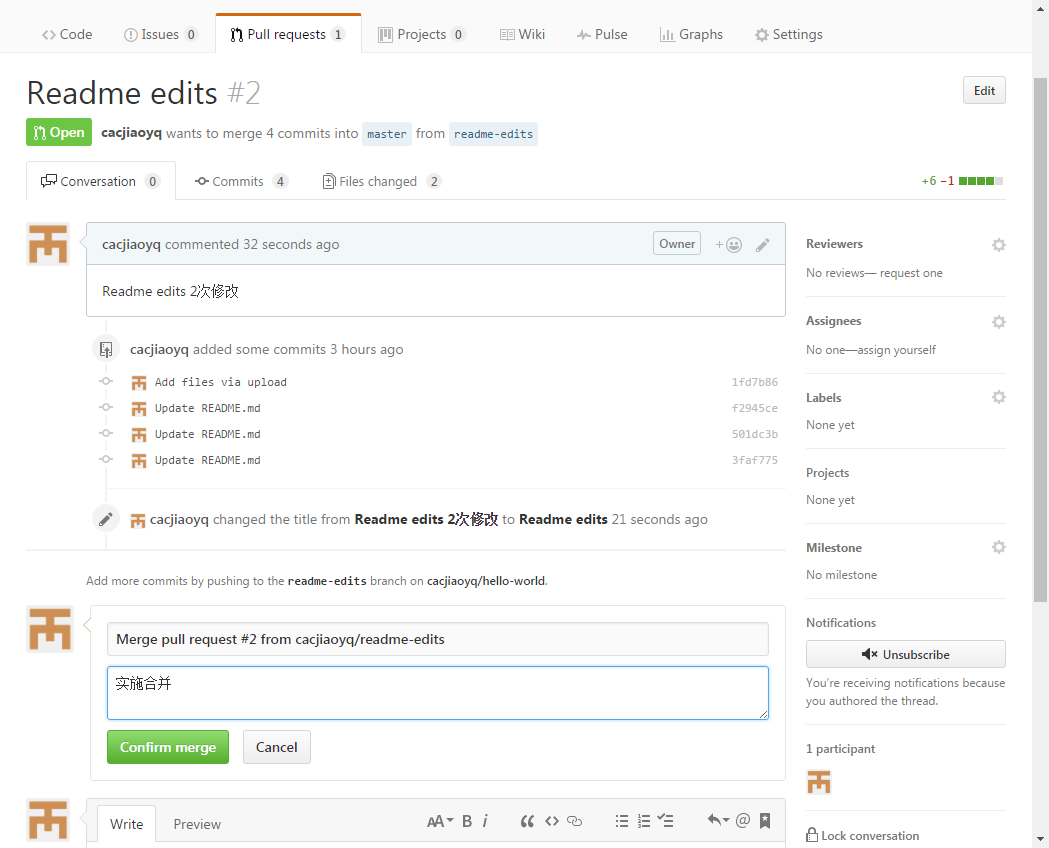 Code Issues 0 Pull requests 1 Projects 0 Wiki Pulse Graphs Settings
Readme edits #2
Edit
Open cacjiaoyq wants to merge 4 commits into master from readme-edits
Conversation 0 Commits 4 Files changed 2 +6 −1
cacjiaoyq commented 32 seconds ago Owner +
Readme edits 2次修改
cacjiaoyq added some commits 3 hours ago
Add files via upload 1fd7b86
Update README.md f2945ce
Update README.md 501dc3b
Update README.md 3faf775
cacjiaoyq changed the title from Readme edits 2次修改 to Readme edits 21 seconds ago
Add more commits by pushing to the readme-edits branch on cacjiaoyq/hello-world.
Merge pull request #2 from cacjiaoyq/readme-edits
实施合并
Confirm merge Cancel
Write Preview AA B i “ <> @
Reviewers
No reviews— request one
Assignees
No one—assign yourself
Labels
None yet
Projects
None yet
Milestone
No milestone
Notifications
Unsubscribe
You’re receiving notifications because
you authored the thread.
1 participant
Lock conversation